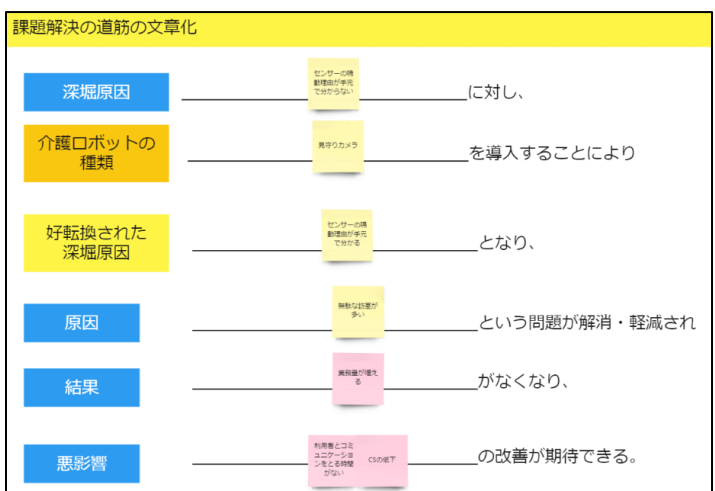 課題解決の道筋の文章化
深堀原因
センサーの鳴
動理由が手元
で分からない
に対し、
介護ロボットの
種類
見守りカメラ
を導入することにより
好転換された
深堀原因
センサーの鳴
動理由が手元
で分かる
となり、
原因
無駄な訪室が
多い
という問題が解消・軽減され
結果
業務量が増え
る
がなくなり、
悪影響
利用者とコミ
ュニケーショ
ンをとる時間
がない
CSの低下
の改善が期待できる。